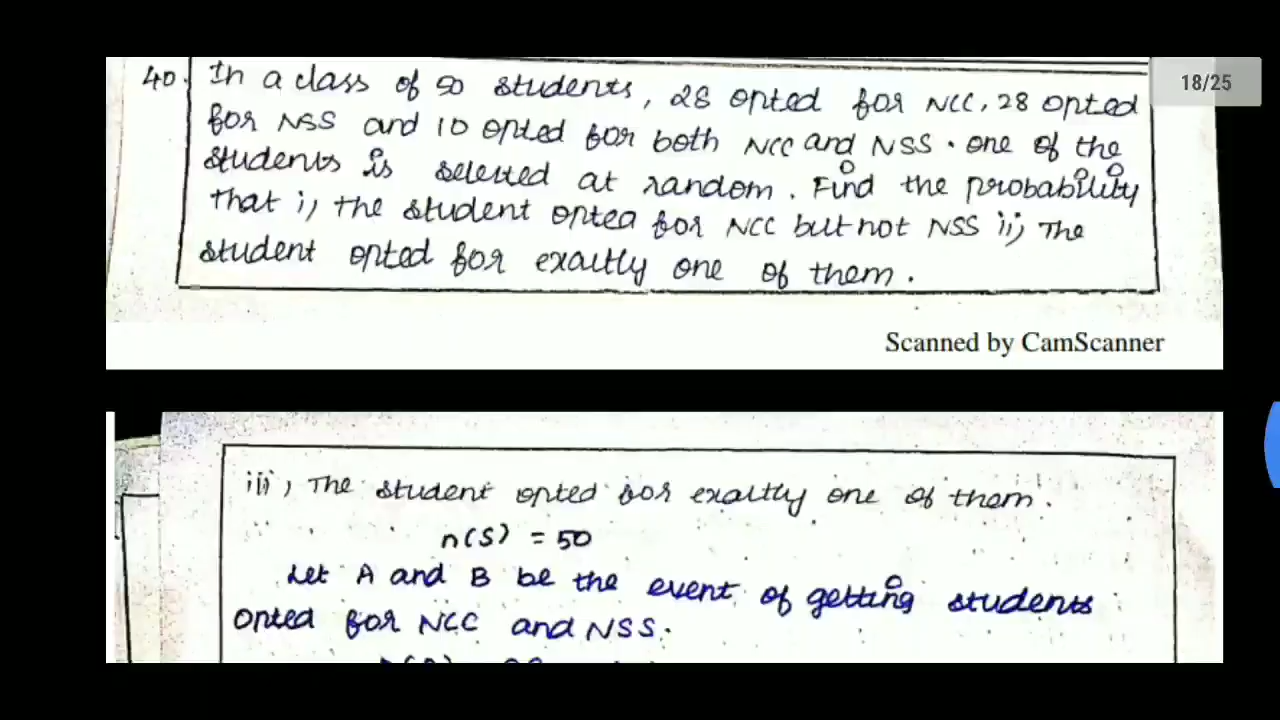 40. In a class of 50 students, 28 opted for NCC, 28 opted
18/25
for NSS and 10 opted for both NCC and NSS. one of the
students is selected at random. Find the probability
that i, the student opted for NCC but not NSS ii, The
student opted for exactly one of them.
Scanned by CamScanner
iii, The student opted for exactly one of them.
n(S) = 50
Let A and B be the event of getting students
opted for NCC and NSS.